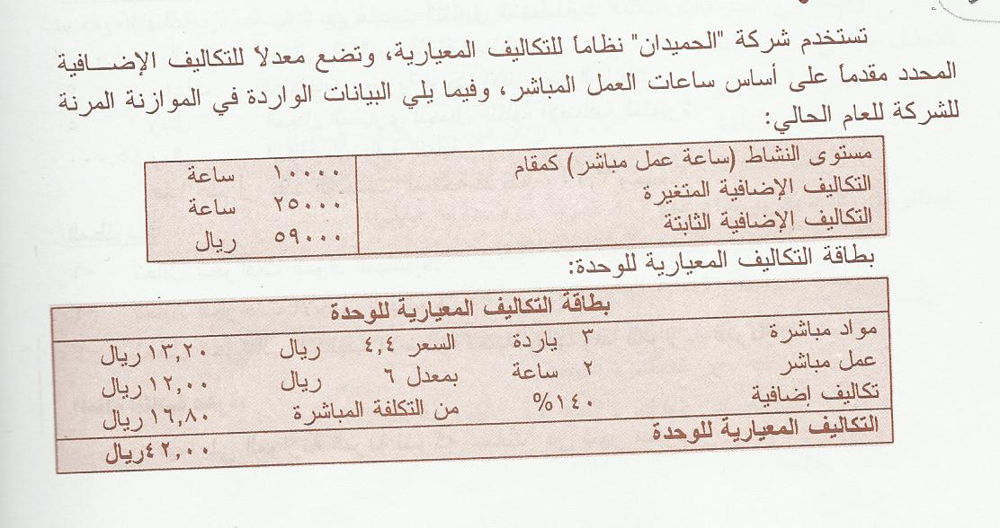 تستخدم شركة "الحميدان" نظاماً للتكاليف المعيارية، وتضع معدلاً للتكاليف الإضافية
المحدد مقدماً على أساس ساعات العمل المباشر، وفيما يلي البيانات الواردة في الموازنة المرنة
للشركة للعام الحالي:
مستوى النشاط (ساعة عمل مباشر) كمقام ١٠٠٠٠ ساعة
التكاليف الإضافية المتغيرة ٢٥٠٠٠ ساعة
التكاليف الإضافية الثابتة ٥٩٠٠٠ ريال
بطاقة التكاليف المعيارية للوحدة:
بطاقة التكاليف المعيارية للوحدة
مواد مباشرة ٣ ياردة السعر ٤,٤ ريال ١٣,٢٠ ريال
عمل مباشر ٢ ساعة بمعدل ٦ ريال ١٢,٠٠ ريال
تكاليف إضافية ١٤٠% من التكلفة المباشرة ١٦,٨٠ ريال
التكاليف المعيارية للوحدة ٤٢,٠٠ريال